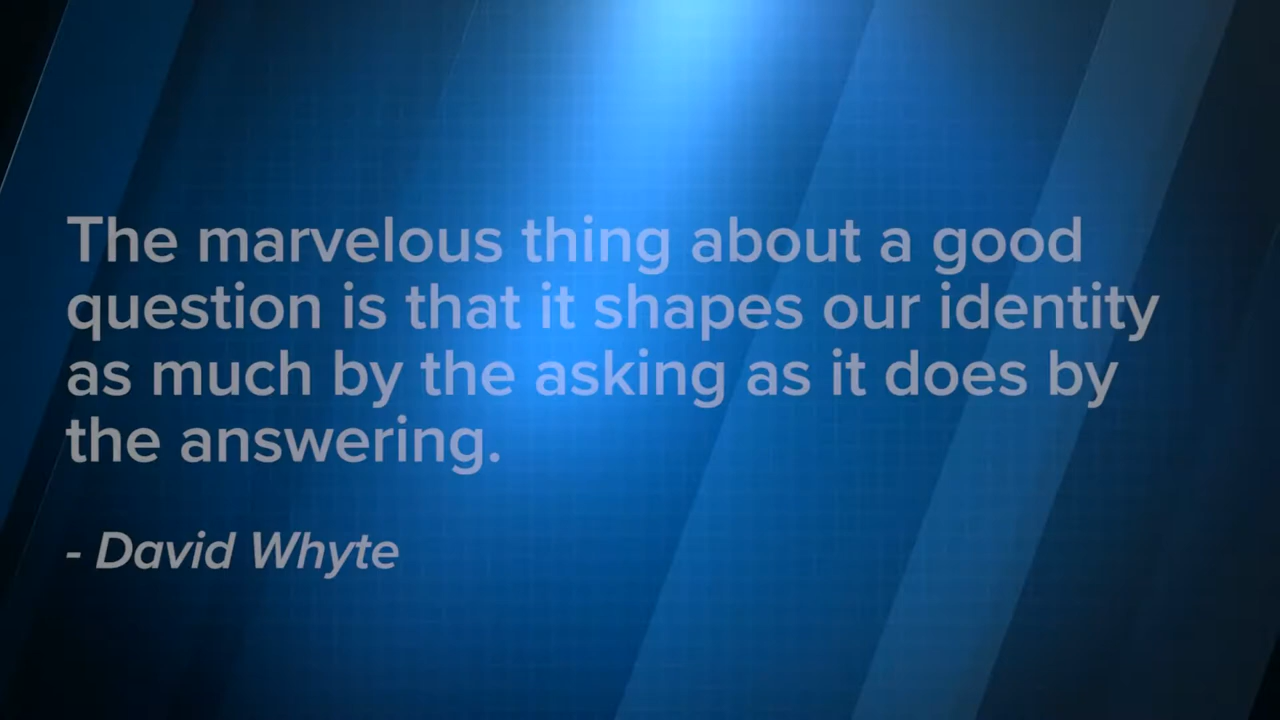 The marvelous thing about a good
question is that it shapes our identity
as much by the asking as it does by
the answering.
- David Whyte